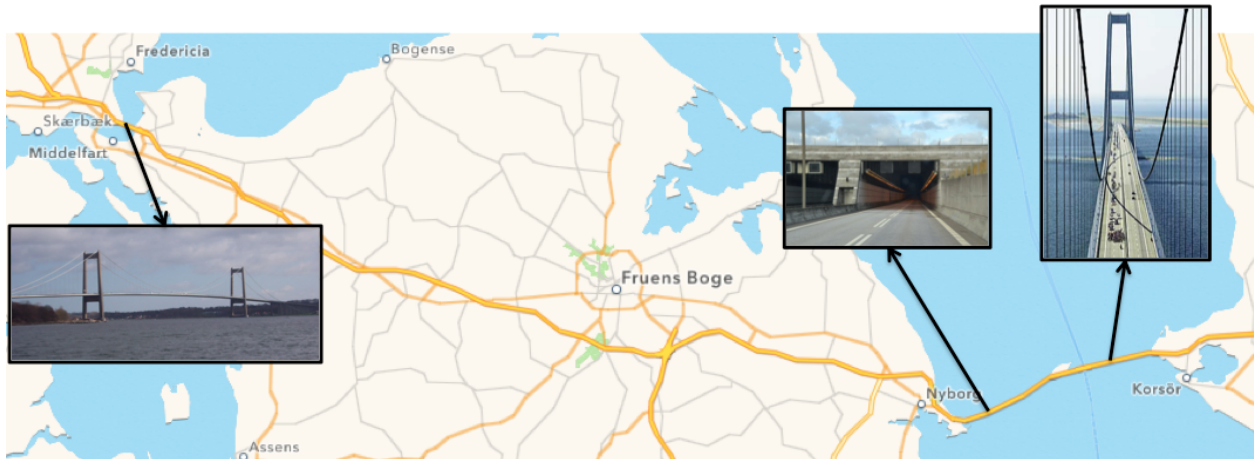 Fredericia
Bogense
Skærbæk
Middelfart
Fruens Boge
Nyborg
Korsör
Assens